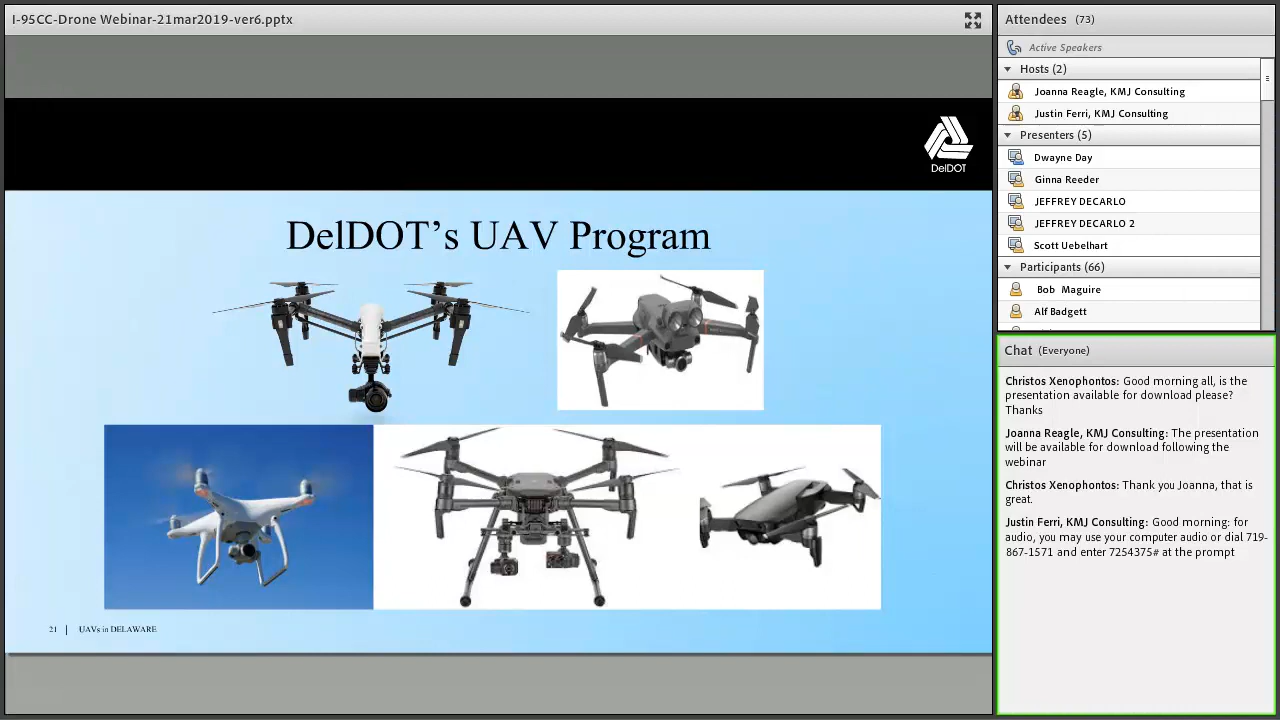 I-95CC-Drone Webinar-21mar2019-ver6.pptx
DelDOT
DelDOT’s UAV Program
21 | UAVs in DELAWARE
Attendees (73)
Active Speakers
Hosts (2)
Joanna Reagle, KMJ Consulting
Justin Ferri, KMJ Consulting
Presenters (5)
Dwayne Day
Ginna Reeder
JEFFREY DECARLO
JEFFREY DECARLO 2
Scott Uebelhart
Participants (66)
Bob Maguire
Alf Badgett
Chat (Everyone)
Christos Xenophontos: Good morning all, is the
presentation available for download please?
Thanks
Joanna Reagle, KMJ Consulting: The presentation
will be available for download following the
webinar
Christos Xenophontos: Thank you Joanna, that is
great.
Justin Ferri, KMJ Consulting: Good morning: for
audio, you may use your computer audio or dial 719-
867-1571 and enter 7254375# at the prompt